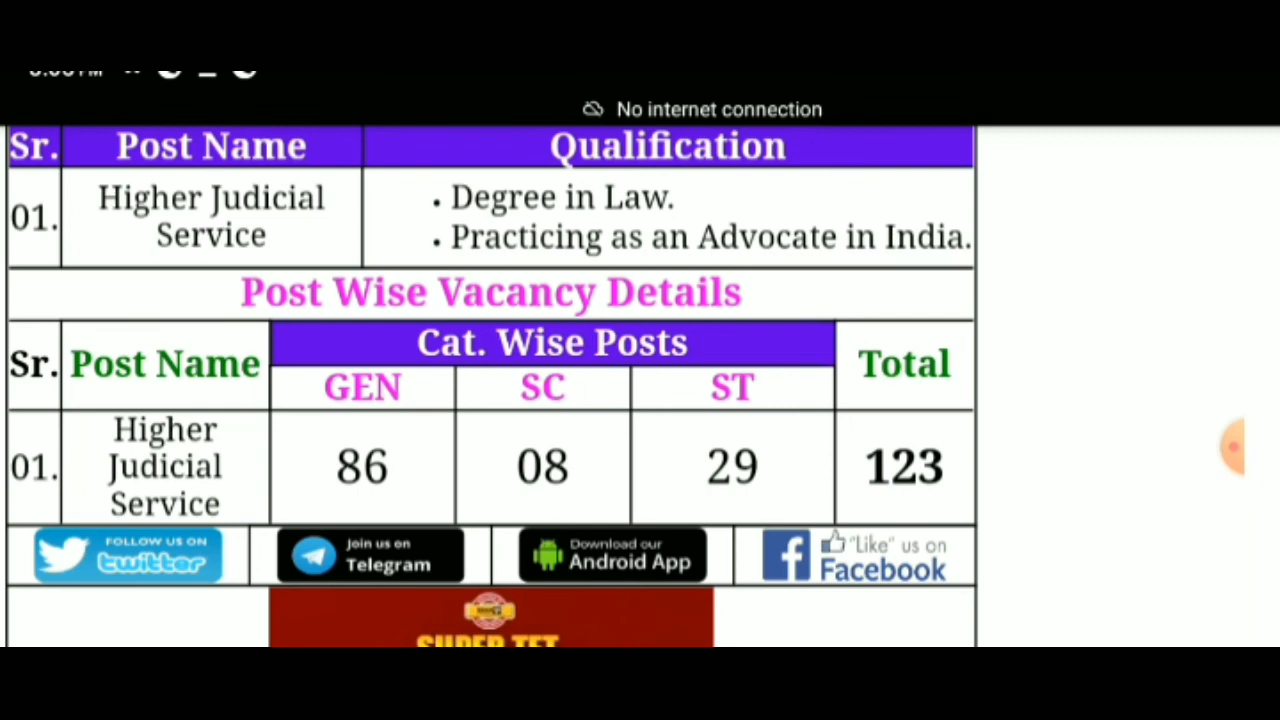 No internet connection
Sr. Post Name Qualification
01. Higher Judicial Service
• Degree in Law.
• Practicing as an Advocate in India.
Post Wise Vacancy Details
Sr. Post Name Cat. Wise Posts Total
GEN SC ST
01. Higher Judicial Service 86 08 29 123
FOLLOW US ON
twitter
Join us on
Telegram
Download our
Android App
"Like" us on
Facebook
SUPER TET